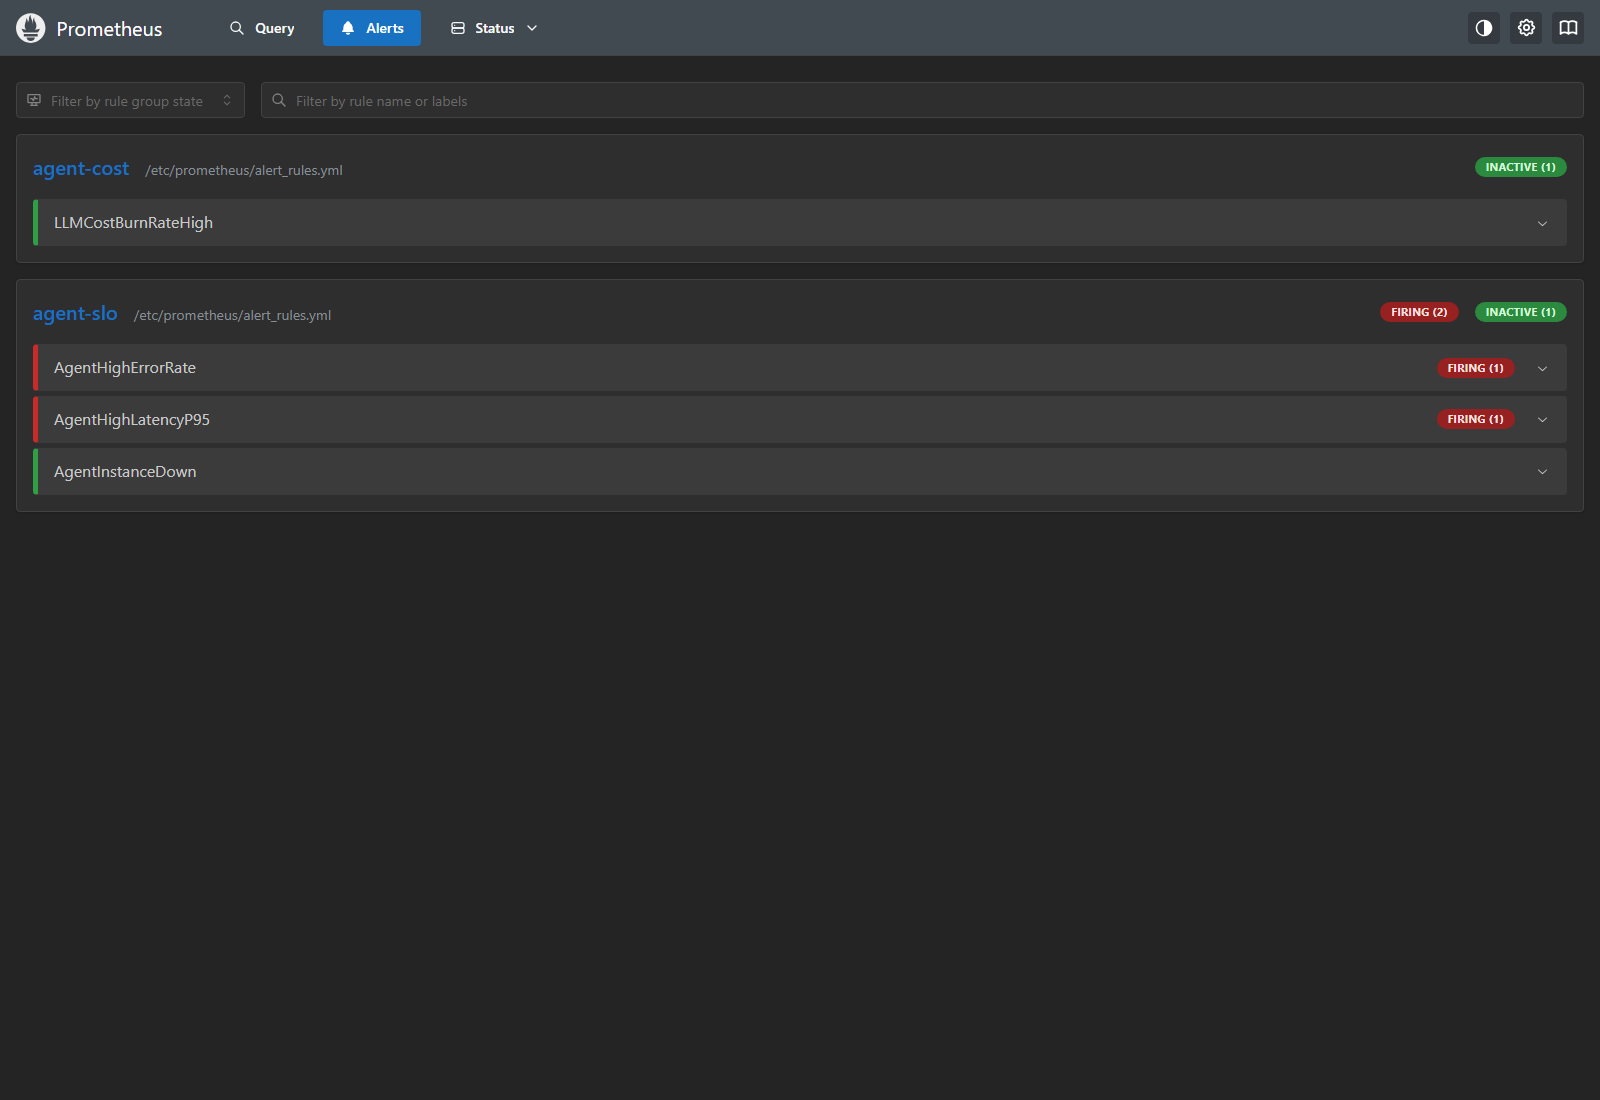 Prometheus Query Alerts Status
Filter by rule group state Filter by rule name or labels
agent-cost /etc/prometheus/alert_rules.yml INACTIVE (1)
LLMCostBurnRateHigh
agent-slo /etc/prometheus/alert_rules.yml FIRING (2) INACTIVE (1)
AgentHighErrorRate FIRING (1)
AgentHighLatencyP95 FIRING (1)
AgentInstanceDown